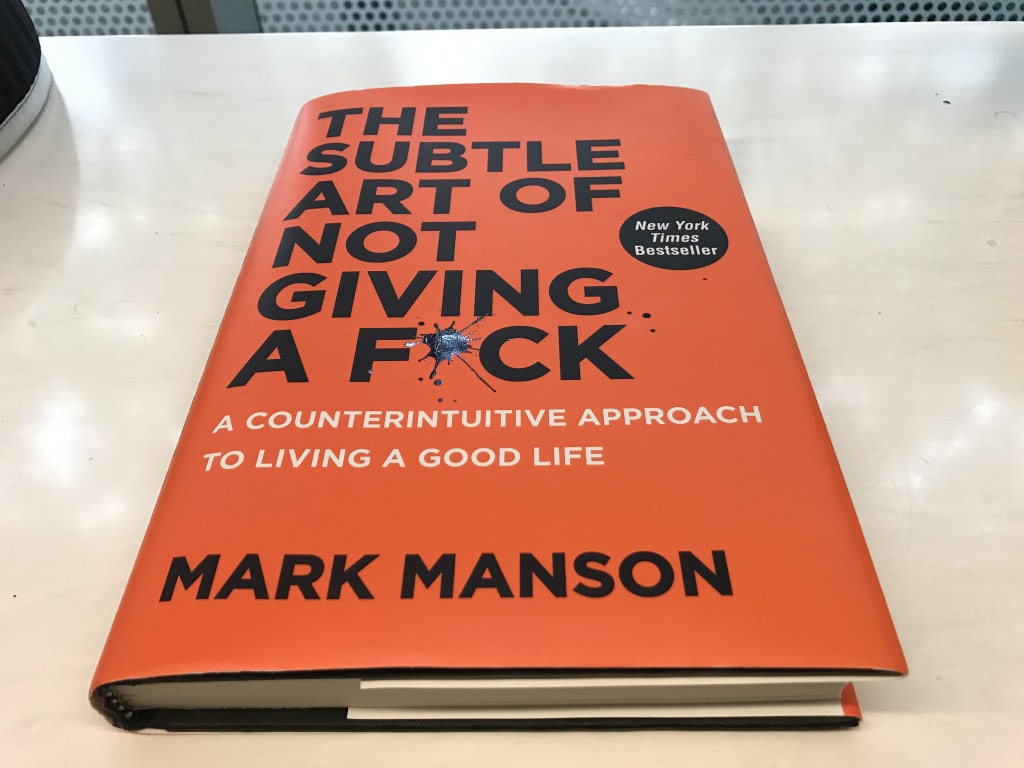 THE
SUBTLE
ART OF
NOT
GIVING
A F*CK
New York
Times
Bestseller
A COUNTERINTUITIVE APPROACH
TO LIVING A GOOD LIFE
MARK MANSON